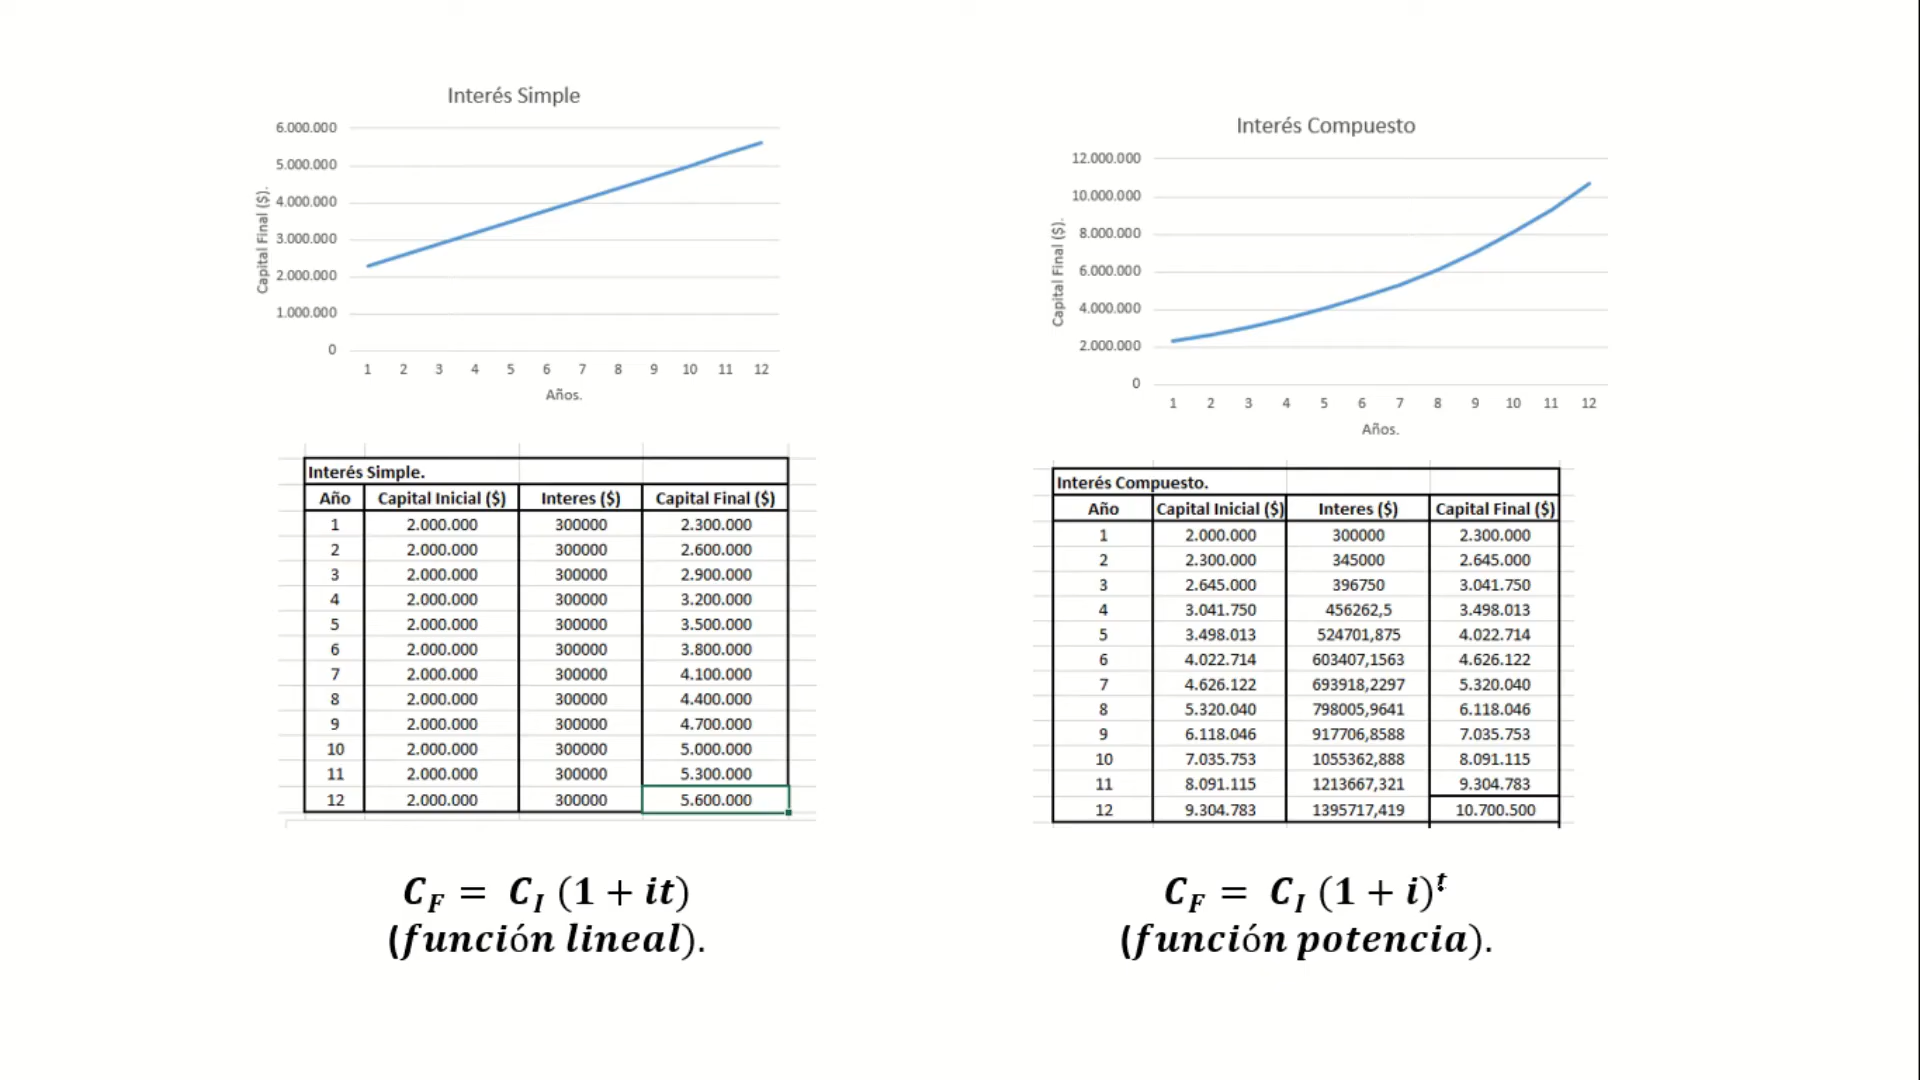 Interés Simple
6.000.000
5.000.000
4.000.000
3.000.000
2.000.000
1.000.000
0
Capital Final ($).
1 2 3 4 5 6 7 8 9 10 11 12
Años.
Interés Simple.
Año Capital Inicial ($) Interes ($) Capital Final ($)
1 2.000.000 300000 2.300.000
2 2.000.000 300000 2.600.000
3 2.000.000 300000 2.900.000
4 2.000.000 300000 3.200.000
5 2.000.000 300000 3.500.000
6 2.000.000 300000 3.800.000
7 2.000.000 300000 4.100.000
8 2.000.000 300000 4.400.000
9 2.000.000 300000 4.700.000
10 2.000.000 300000 5.000.000
11 2.000.000 300000 5.300.000
12 2.000.000 300000 5.600.000
C_F = C_I (1 + it)
(función lineal).
Interés Compuesto
12.000.000
10.000.000
8.000.000
6.000.000
4.000.000
2.000.000
0
Capital Final ($).
1 2 3 4 5 6 7 8 9 10 11 12
Años.
Interés Compuesto.
Año Capital Inicial ($) Interes ($) Capital Final ($)
1 2.000.000 300000 2.300.000
2 2.300.000 345000 2.645.000
3 2.645.000 396750 3.041.750
4 3.041.750 456262,5 3.498.013
5 3.498.013 524701,875 4.022.714
6 4.022.714 603407,1563 4.626.122
7 4.626.122 693918,2297 5.320.040
8 5.320.040 798005,9641 6.118.046
9 6.118.046 917706,8588 7.035.753
10 7.035.753 1055362,888 8.091.115
11 8.091.115 1213667,321 9.304.783
12 9.304.783 1395717,419 10.700.500
C_F = C_I (1 + i)^t
(función potencia).